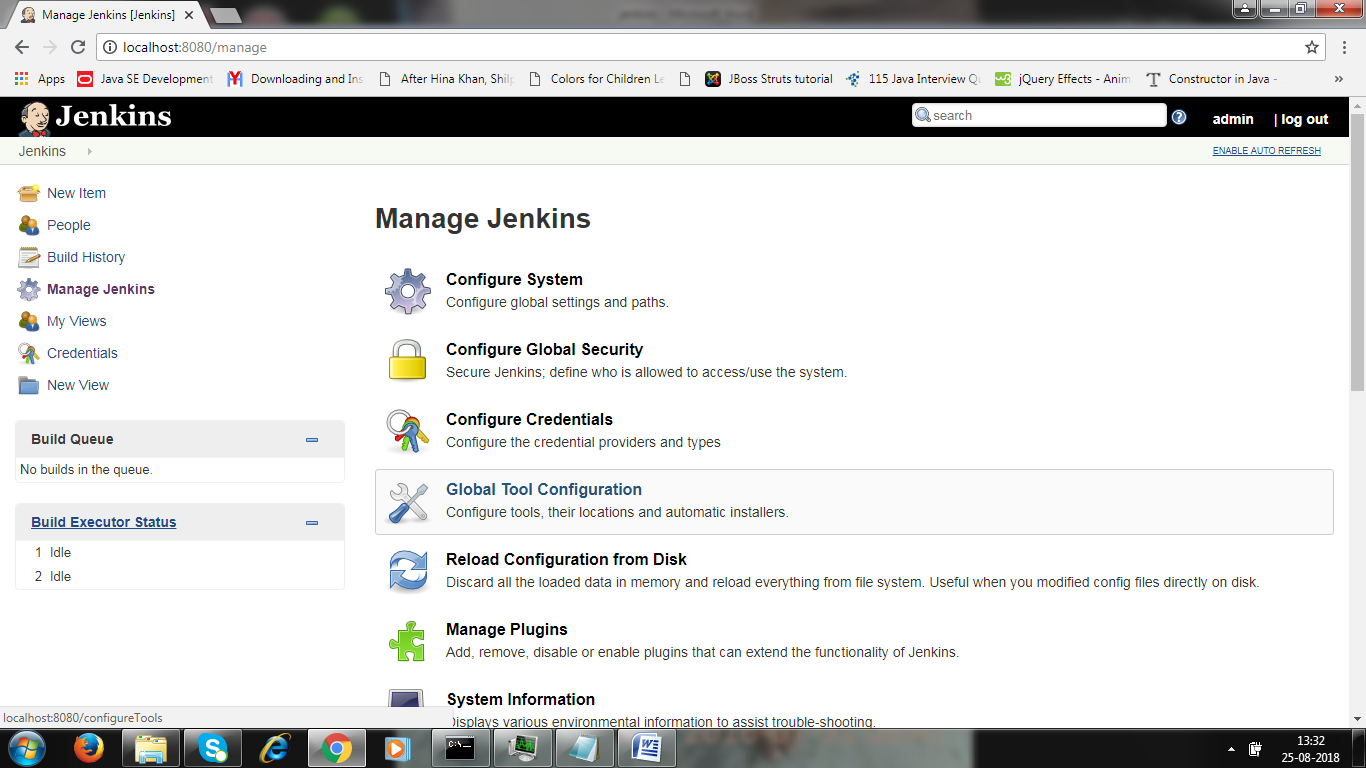 Manage Jenkins [Jenkins]
localhost:8080/manage
Apps
Java SE Development
Downloading and Ins
After Hina Khan, Shilp
Colors for Children Le
JBoss Struts tutorial
115 Java Interview Qu
jQuery Effects - Anim
Constructor in Java -
»
Jenkins
search
admin
| log out
Jenkins
ENABLE AUTO REFRESH
New Item
People
Build History
Manage Jenkins
My Views
Credentials
New View
Build Queue
No builds in the queue.
Build Executor Status
1 Idle
2 Idle
Manage Jenkins
Configure System
Configure global settings and paths.
Configure Global Security
Secure Jenkins; define who is allowed to access/use the system.
Configure Credentials
Configure the credential providers and types
Global Tool Configuration
Configure tools, their locations and automatic installers.
Reload Configuration from Disk
Discard all the loaded data in memory and reload everything from file system. Useful when you modified config files directly on disk.
Manage Plugins
Add, remove, disable or enable plugins that can extend the functionality of Jenkins.
System Information
Displays various environmental information to assist trouble-shooting.
localhost:8080/configureTools
13:32
25-08-2018